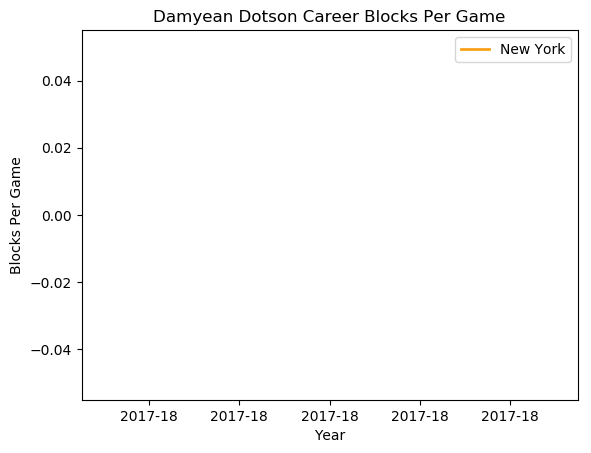 Damyean Dotson Career Blocks Per Game
New York
0.04
0.02
0.00
−0.02
−0.04
Blocks Per Game
2017-18 2017-18 2017-18 2017-18 2017-18
Year